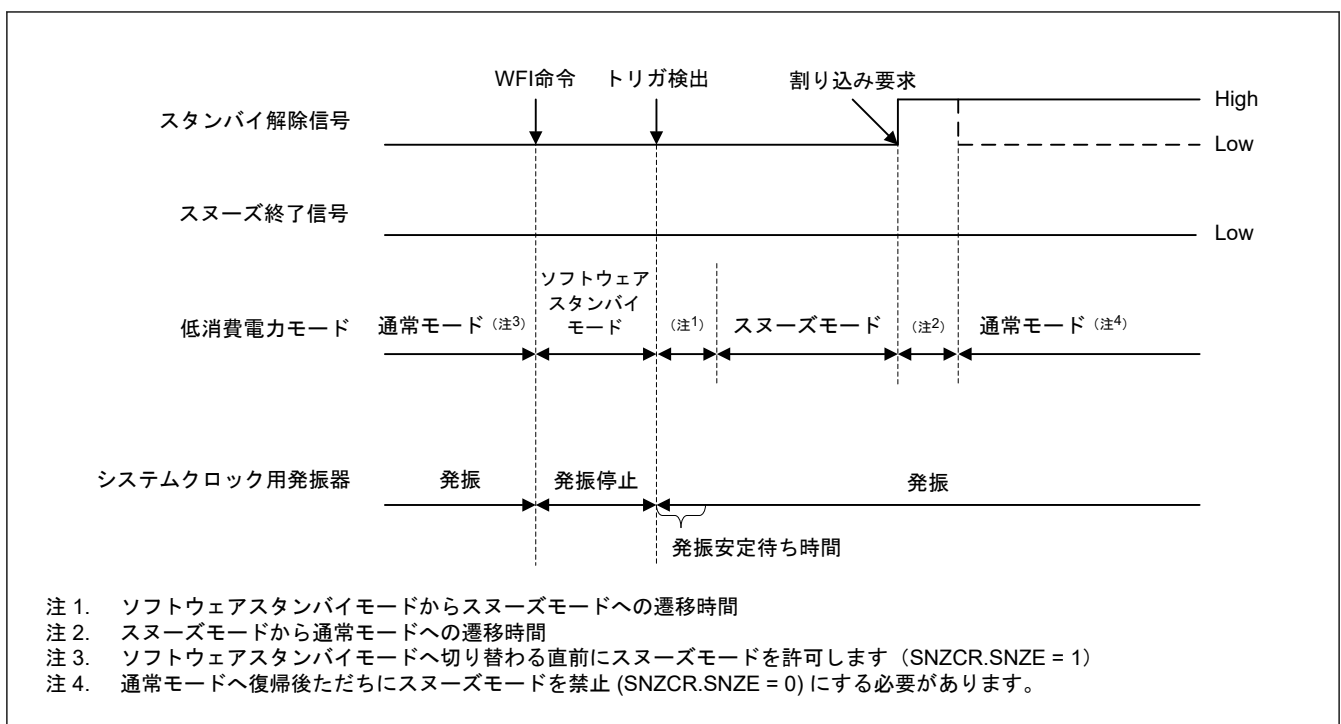 WFI命令 トリガ検出 割り込み要求
スタンバイ解除信号
High
Low
スヌーズ終了信号
Low
ソフトウェア
スタンバイ
モード
低消費電力モード 通常モード (注3) (注1) スヌーズモード (注2) 通常モード (注4)
システムクロック用発振器 発振 発振停止 発振
発振安定待ち時間
注 1. ソフトウェアスタンバイモードからスヌーズモードへの遷移時間
注 2. スヌーズモードから通常モードへの遷移時間
注 3. ソフトウェアスタンバイモードへ切り替わる直前にスヌーズモードを許可します（SNZCR.SNZE = 1）
注 4. 通常モードへ復帰後ただちにスヌーズモードを禁止 (SNZCR.SNZE = 0) にする必要があります。